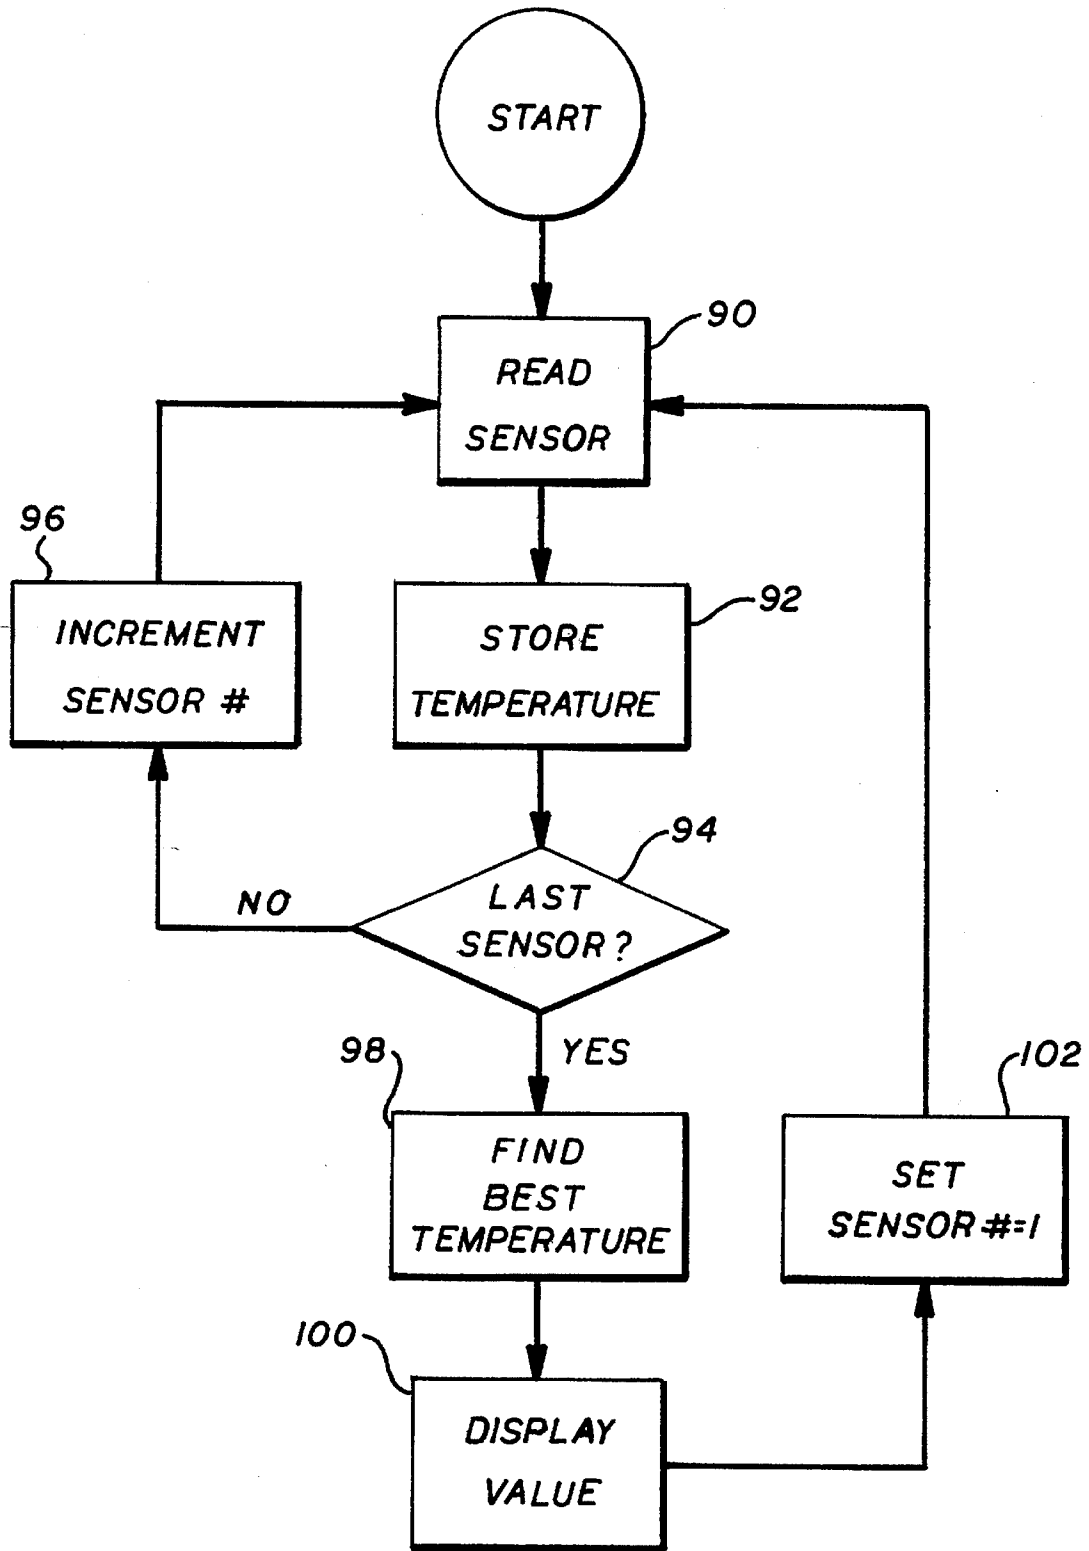 START
90
READ
SENSOR
96
INCREMENT
SENSOR #
92
STORE
TEMPERATURE
94
LAST
SENSOR?
NO
YES
98
FIND
BEST
TEMPERATURE
102
SET
SENSOR #=1
100
DISPLAY
VALUE